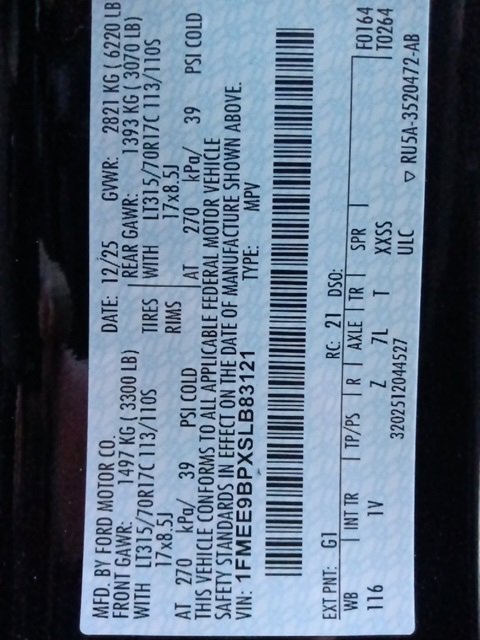 MFD. BY FORD MOTOR CO. DATE: 12/25 GVWR: 2821 KG ( 6220 LB
FRONT GAWR: 1497 KG ( 3300 LB) REAR GAWR: 1393 KG ( 3070 LB)
WITH LT315/70R17C 113/110S TIRES WITH LT315/70R17C 113/110S
17x8.5J RIMS 17x8.5J
AT 270 kPa/ 39 PSI COLD AT 270 kPa/ 39 PSI COLD
THIS VEHICLE CONFORMS TO ALL APPLICABLE FEDERAL MOTOR VEHICLE
SAFETY STANDARDS IN EFFECT ON THE DATE OF MANUFACTURE SHOWN ABOVE.
VIN: 1FMEE9BPXSLB83121 TYPE: MPV
EXT PNT: G1 RC: 21 DSO: F0164
WB INT TR TP/PS R AXLE TR SPR T0264
116 1V Z 7L T XXSS
3202512044527 ULC
▽ RU5A-3520472-AB